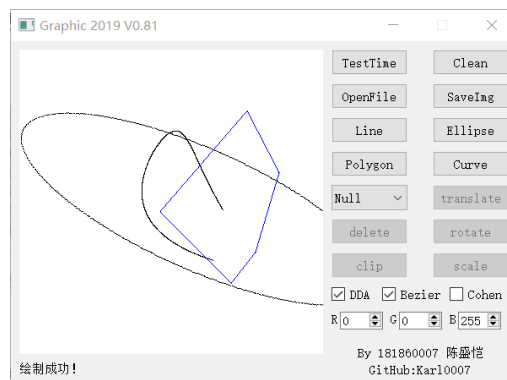 Graphic 2019 V0.81
TestTime Clean
OpenFile SaveImg
Line Ellipse
Polygon Curve
Null translate
delete rotate
clip scale
DDA Bezier Cohen
R 0 G 0 B 255
By 181860007 陈盛恺
GitHub:Karl0007
绘制成功!